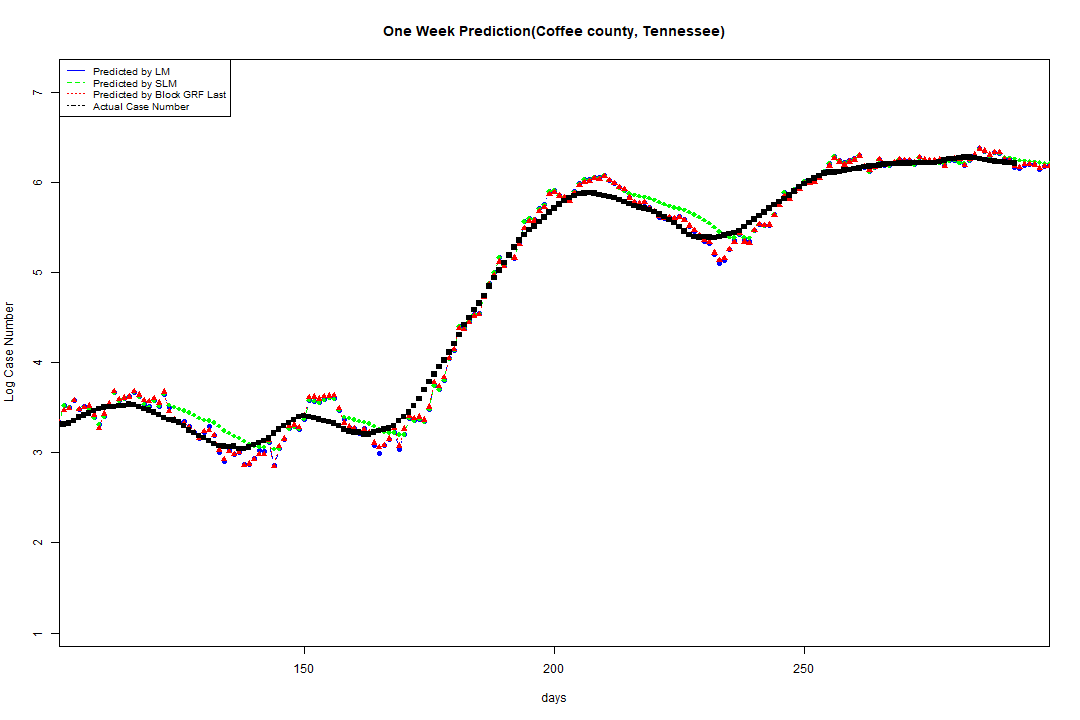 One Week Prediction(Coffee county, Tennessee)
Predicted by LM
Predicted by SLM
Predicted by Block GRF Last
Actual Case Number
7
6
5
4
3
2
1
Log Case Number
150
200
250
days